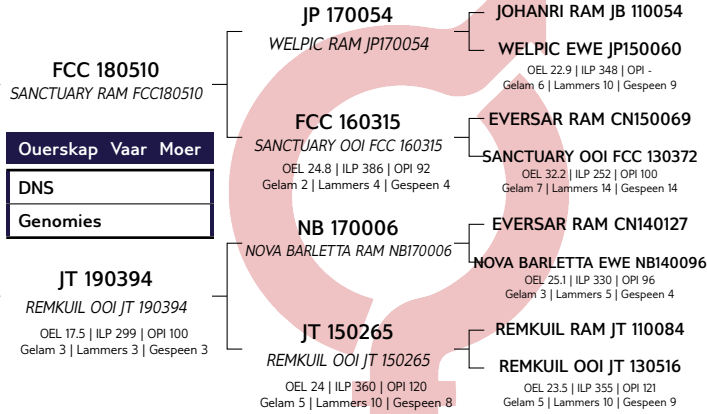 JP 170054
WELPIC RAM JP170054
JOHANRI RAM JB 110054
WELPIC EWE JP150060
OEL 22.9 | ILP 348 | OPI -
Gelam 6 | Lammers 10 | Gespeen 9
FCC 180510
SANCTUARY RAM FCC180510
FCC 160315
SANCTUARY OOI FCC 160315
OEL 24.8 | ILP 386 | OPI 92
Gelam 2 | Lammers 4 | Gespeen 4
EVERSAR RAM CN150069
SANCTUARY OOI FCC 130372
OEL 32.2 | ILP 252 | OPI 100
Gelam 7 | Lammers 14 | Gespeen 14
Ouerskap Vaar Moer
DNS
Genomies
NB 170006
NOVA BARLETTA RAM NB170006
EVERSAR RAM CN140127
NOVA BARLETTA EWE NB140096
OEL 25.1 | ILP 330 | OPI 96
Gelam 3 | Lammers 5 | Gespeen 4
JT 190394
REMKUIL OOI JT 190394
OEL 17.5 | ILP 299 | OPI 100
Gelam 3 | Lammers 3 | Gespeen 3
JT 150265
REMKUIL OOI JT 150265
OEL 24 | ILP 360 | OPI 120
Gelam 5 | Lammers 10 | Gespeen 8
REMKUIL RAM JT 110084
REMKUIL OOI JT 130516
OEL 23.5 | ILP 355 | OPI 121
Gelam 5 | Lammers 10 | Gespeen 9